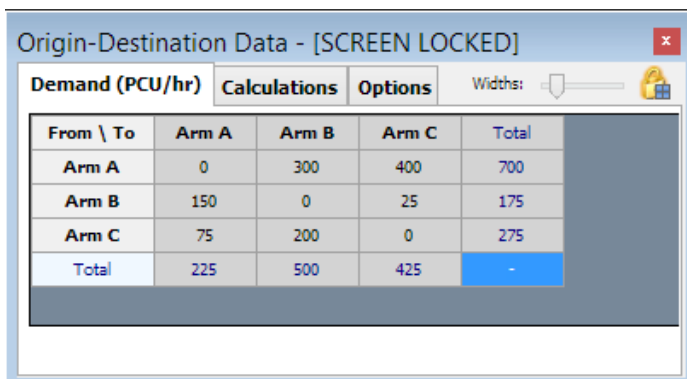 Origin-Destination Data - [SCREEN LOCKED] x
Demand (PCU/hr) Calculations Options Widths:
From \ To Arm A Arm B Arm C Total
Arm A 0 300 400 700
Arm B 150 0 25 175
Arm C 75 200 0 275
Total 225 500 425 -